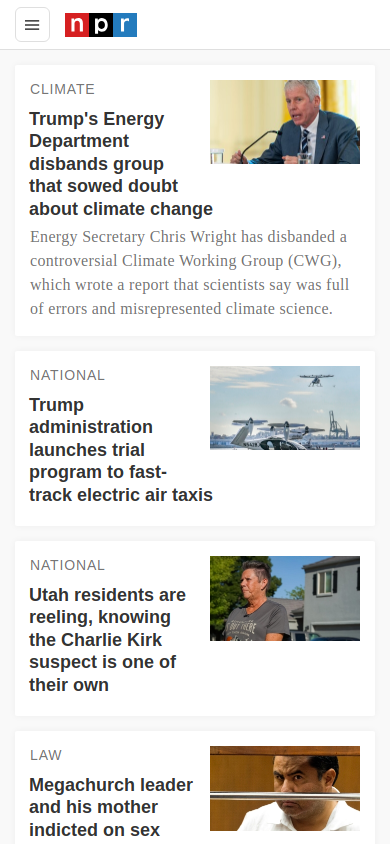 npr
CLIMATE
Trump's Energy
Department
disbands group
that sowed doubt
about climate change
Energy Secretary Chris Wright has disbanded a
controversial Climate Working Group (CWG),
which wrote a report that scientists say was full
of errors and misrepresented climate science.
NATIONAL
Trump
administration
launches trial
program to fast-
track electric air taxis
NATIONAL
Utah residents are
reeling, knowing
the Charlie Kirk
suspect is one of
their own
LAW
Megachurch leader
and his mother
indicted on sex